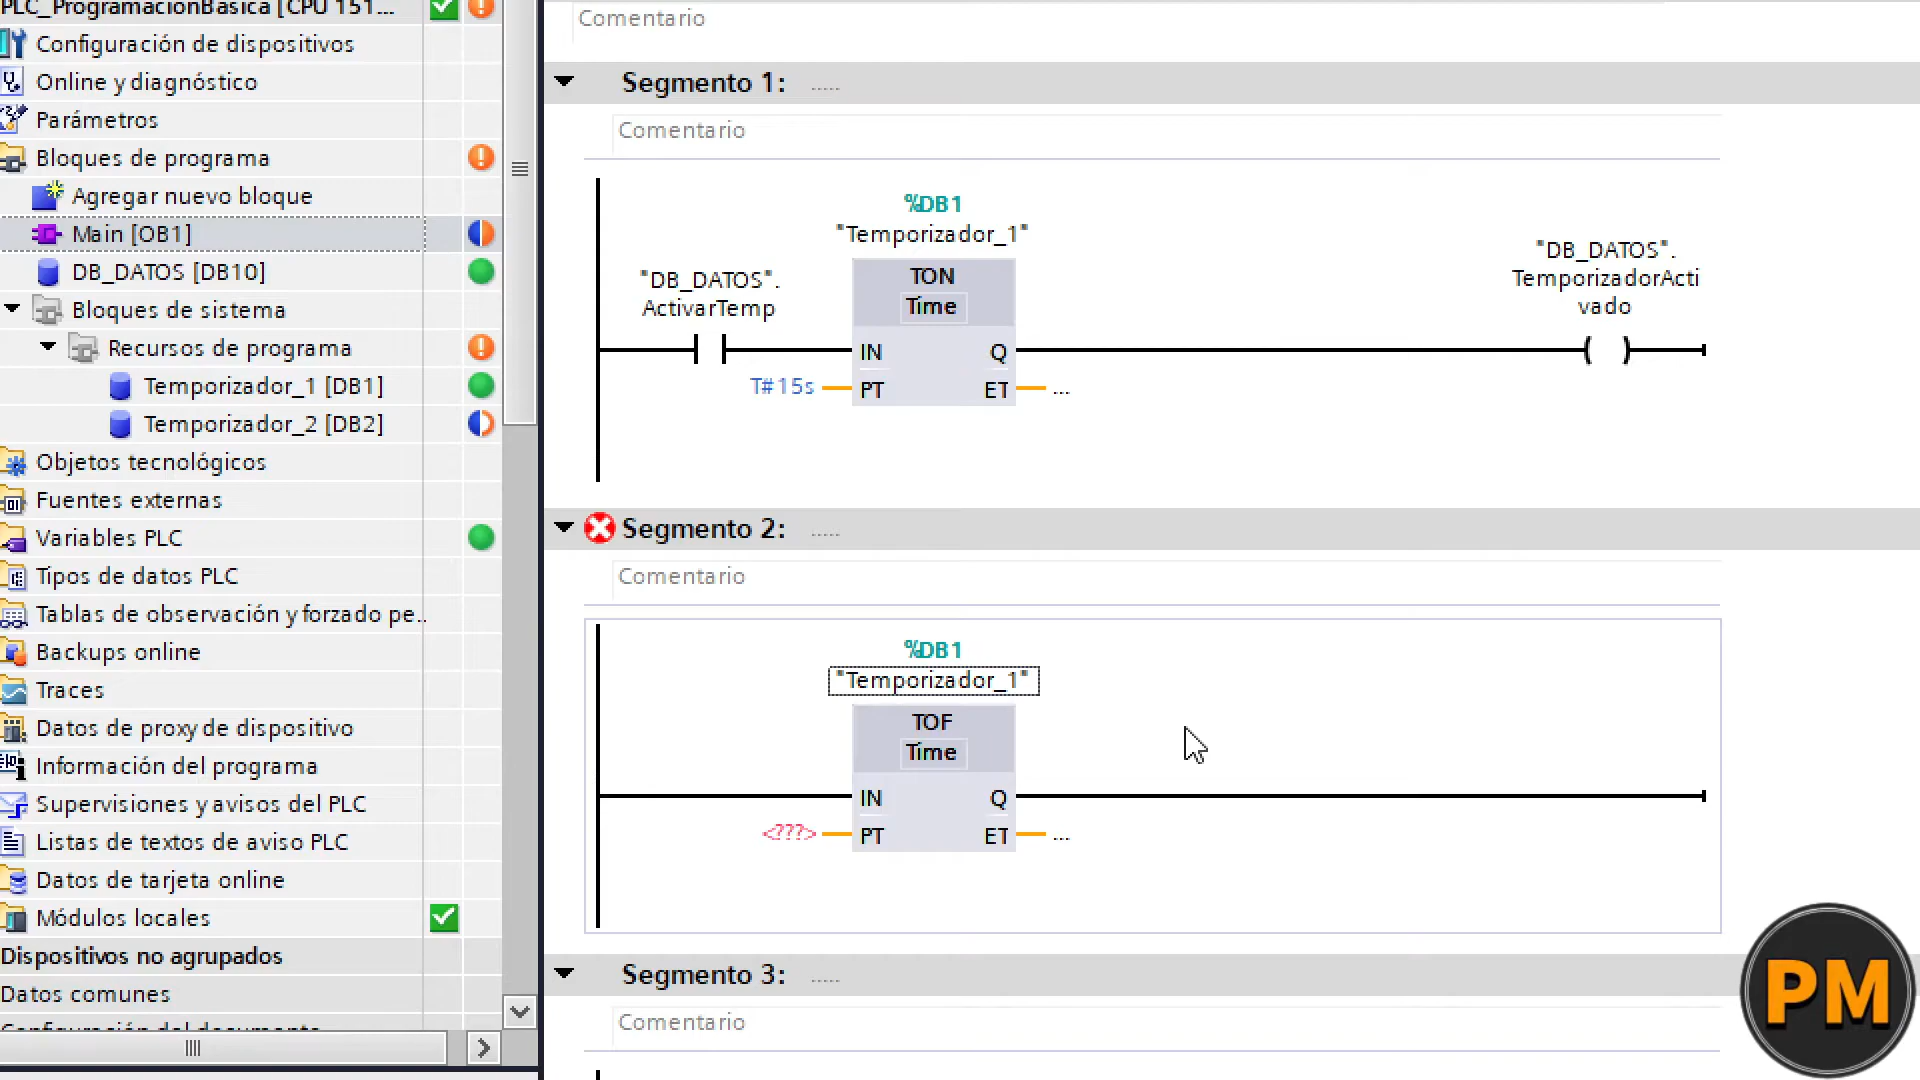 PLC_ProgramacionBasica [CPU 151...
Configuración de dispositivos
Online y diagnóstico
Parámetros
Bloques de programa
Agregar nuevo bloque
Main [OB1]
DB_DATOS [DB10]
Bloques de sistema
Recursos de programa
Temporizador_1 [DB1]
Temporizador_2 [DB2]
Objetos tecnológicos
Fuentes externas
Variables PLC
Tipos de datos PLC
Tablas de observación y forzado pe..
Backups online
Traces
Datos de proxy de dispositivo
Información del programa
Supervisiones y avisos del PLC
Listas de textos de aviso PLC
Datos de tarjeta online
Módulos locales
Dispositivos no agrupados
Datos comunes
Configuración del documento
Comentario
Segmento 1: .....
Comentario
%DB1
"Temporizador_1"
TON
Time
"DB_DATOS".
ActivarTemp
"DB_DATOS".
TemporizadorActi
vado
IN Q
T#15s PT ET ...
Segmento 2: .....
Comentario
%DB1
"Temporizador_1"
TOF
Time
IN Q
<???> PT ET ...
Segmento 3: .....
Comentario
PM